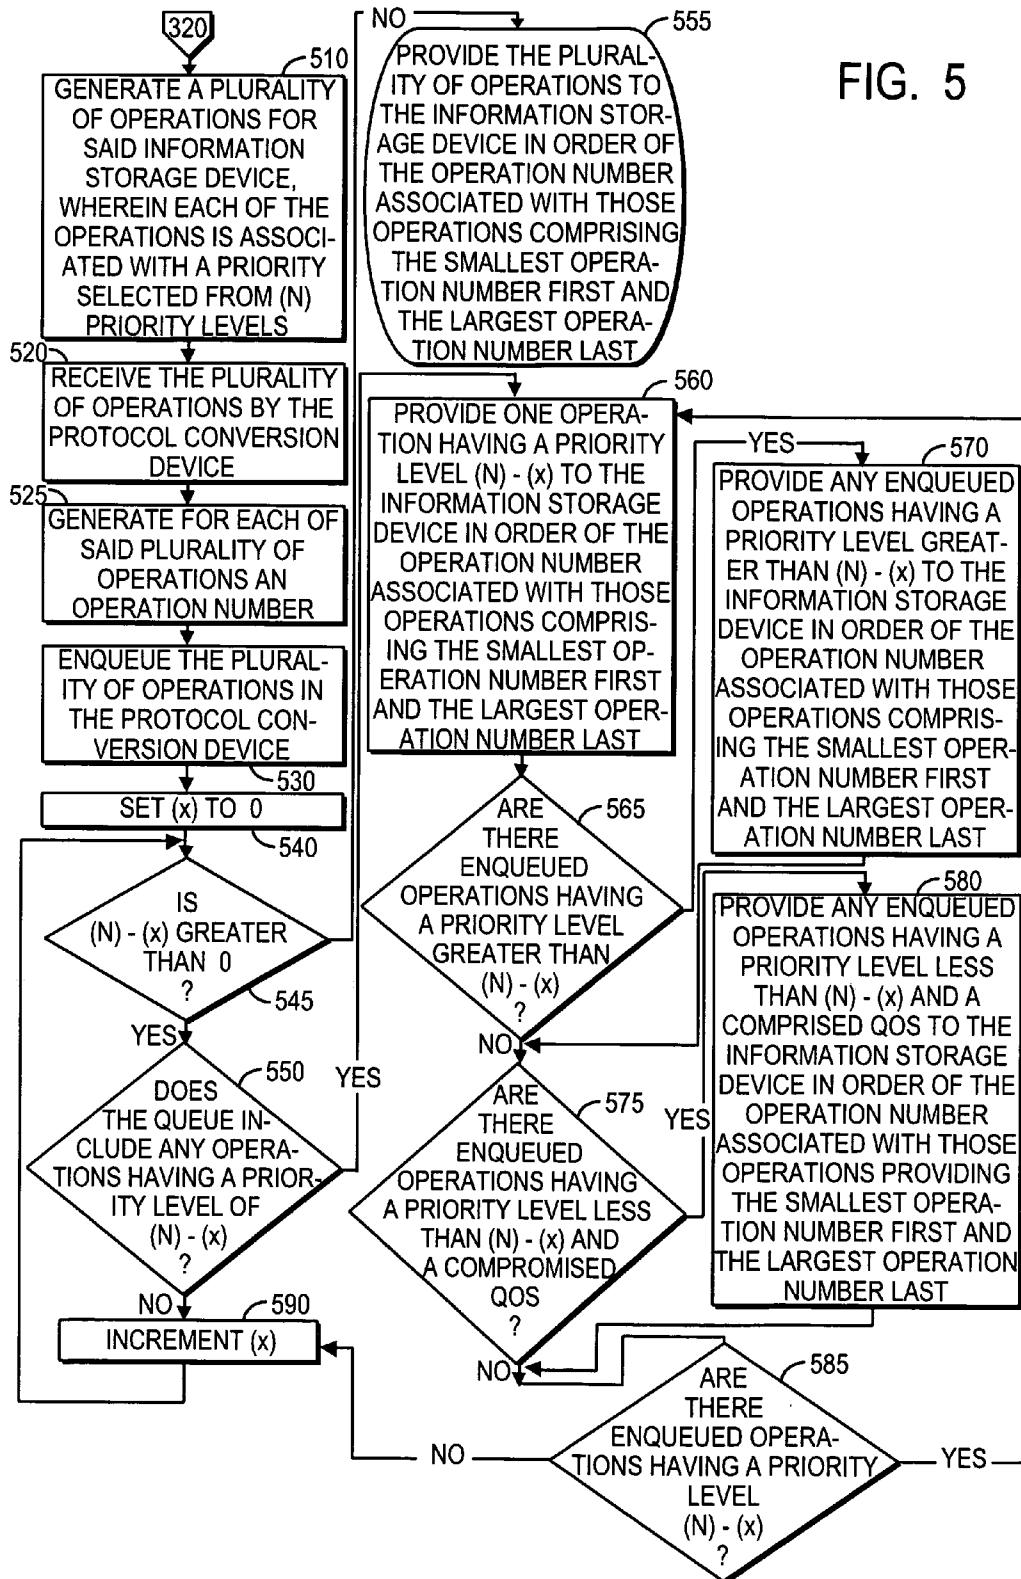 FIG. 5
320
510
GENERATE A PLURALITY
OF OPERATIONS FOR
SAID INFORMATION
STORAGE DEVICE,
WHEREIN EACH OF THE
OPERATIONS IS ASSOCI-
ATED WITH A PRIORITY
SELECTED FROM (N)
PRIORITY LEVELS
520
RECEIVE THE PLURALITY
OF OPERATIONS BY THE
PROTOCOL CONVERSION
DEVICE
525
GENERATE FOR EACH OF
SAID PLURALITY OF
OPERATIONS AN
OPERATION NUMBER
ENQUEUE THE PLURAL-
ITY OF OPERATIONS IN
THE PROTOCOL CON-
VERSION DEVICE
530
SET (x) TO 0
540
IS
(N) - (x) GREATER
THAN 0
?
545
YES
550
DOES
THE QUEUE IN-
CLUDE ANY OPERA-
TIONS HAVING A PRIOR-
ITY LEVEL OF
(N) - (x)
?
YES
NO
590
INCREMENT (x)
NO
555
PROVIDE THE PLURAL-
ITY OF OPERATIONS TO
THE INFORMATION STOR-
AGE DEVICE IN ORDER OF
THE OPERATION NUMBER
ASSOCIATED WITH THOSE
OPERATIONS COMPRISING
THE SMALLEST OPERA-
TION NUMBER FIRST AND
THE LARGEST OPERA-
TION NUMBER LAST
560
PROVIDE ONE OPERA-
TION HAVING A PRIORITY
LEVEL (N) - (x) TO THE
INFORMATION STORAGE
DEVICE IN ORDER OF THE
OPERATION NUMBER
ASSOCIATED WITH THOSE
OPERATIONS COMPRIS-
ING THE SMALLEST OP-
ERATION NUMBER FIRST
AND THE LARGEST OPER-
ATION NUMBER LAST
565
ARE
THERE
ENQUEUED
OPERATIONS HAVING
A PRIORITY LEVEL
GREATER THAN
(N) - (x)
?
YES
NO
570
PROVIDE ANY ENQUEUED
OPERATIONS HAVING A
PRIORITY LEVEL GREAT-
ER THAN (N) - (x) TO THE
INFORMATION STORAGE
DEVICE IN ORDER OF THE
OPERATION NUMBER
ASSOCIATED WITH THOSE
OPERATIONS COMPRIS-
ING THE SMALLEST OPER-
ATION NUMBER FIRST
AND THE LARGEST OPER-
ATION NUMBER LAST
575
ARE
THERE
ENQUEUED
OPERATIONS HAVING
A PRIORITY LEVEL LESS
THAN (N) - (x) AND
A COMPROMISED
QOS
?
YES
NO
580
PROVIDE ANY ENQUEUED
OPERATIONS HAVING A
PRIORITY LEVEL LESS
THAN (N) - (x) AND A
COMPRISED QOS TO THE
INFORMATION STORAGE
DEVICE IN ORDER OF THE
OPERATION NUMBER
ASSOCIATED WITH THOSE
OPERATIONS PROVIDING
THE SMALLEST OPERA-
TION NUMBER FIRST AND
THE LARGEST OPERATION
NUMBER LAST
585
ARE
THERE
ENQUEUED OPERA-
TIONS HAVING A PRIORITY
LEVEL
(N) - (x)
?
NO
YES